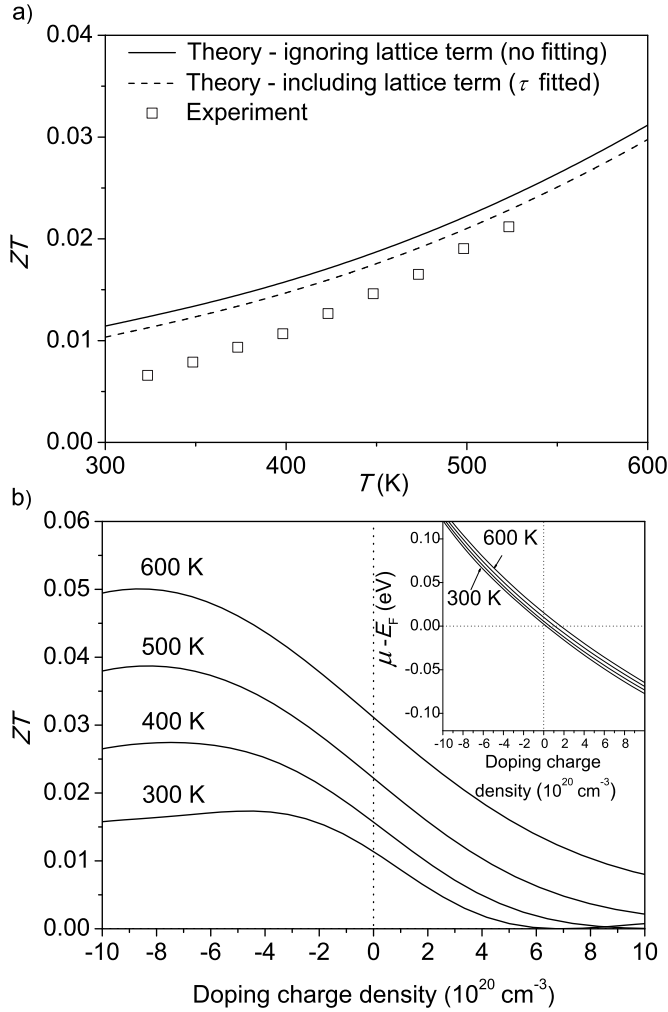 a)
0.04
0.03
0.02
0.01
0.00
ZT
Theory - ignoring lattice term (no fitting)
Theory - including lattice term (τ fitted)
Experiment
300 400 500 600
T (K)
b)
0.06
0.05
0.04
0.03
0.02
0.01
0.00
ZT
600 K
500 K
400 K
300 K
0.10
0.05
0.00
-0.05
-0.10
μ - E_F (eV)
600 K
300 K
-10 -8 -6 -4 -2 0 2 4 6 8
Doping charge
density (10^20 cm^-3)
-10 -8 -6 -4 -2 0 2 4 6 8 10
Doping charge density (10^20 cm^-3)